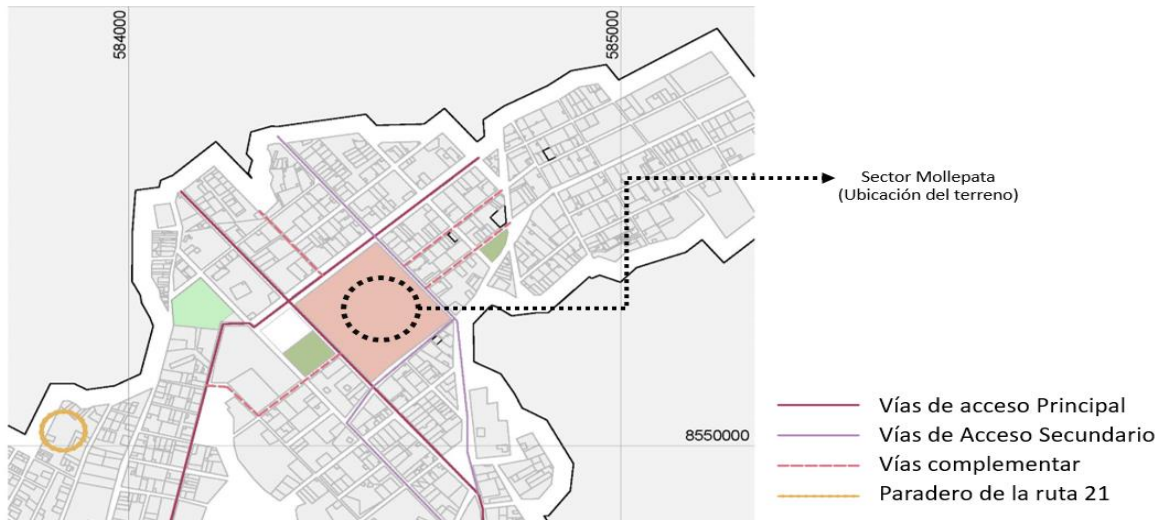 584000
585000
Sector Mollepata
(Ubicación del terreno)
8550000
Vías de acceso Principal
Vías de Acceso Secundario
Vías complementar
Paradero de la ruta 21